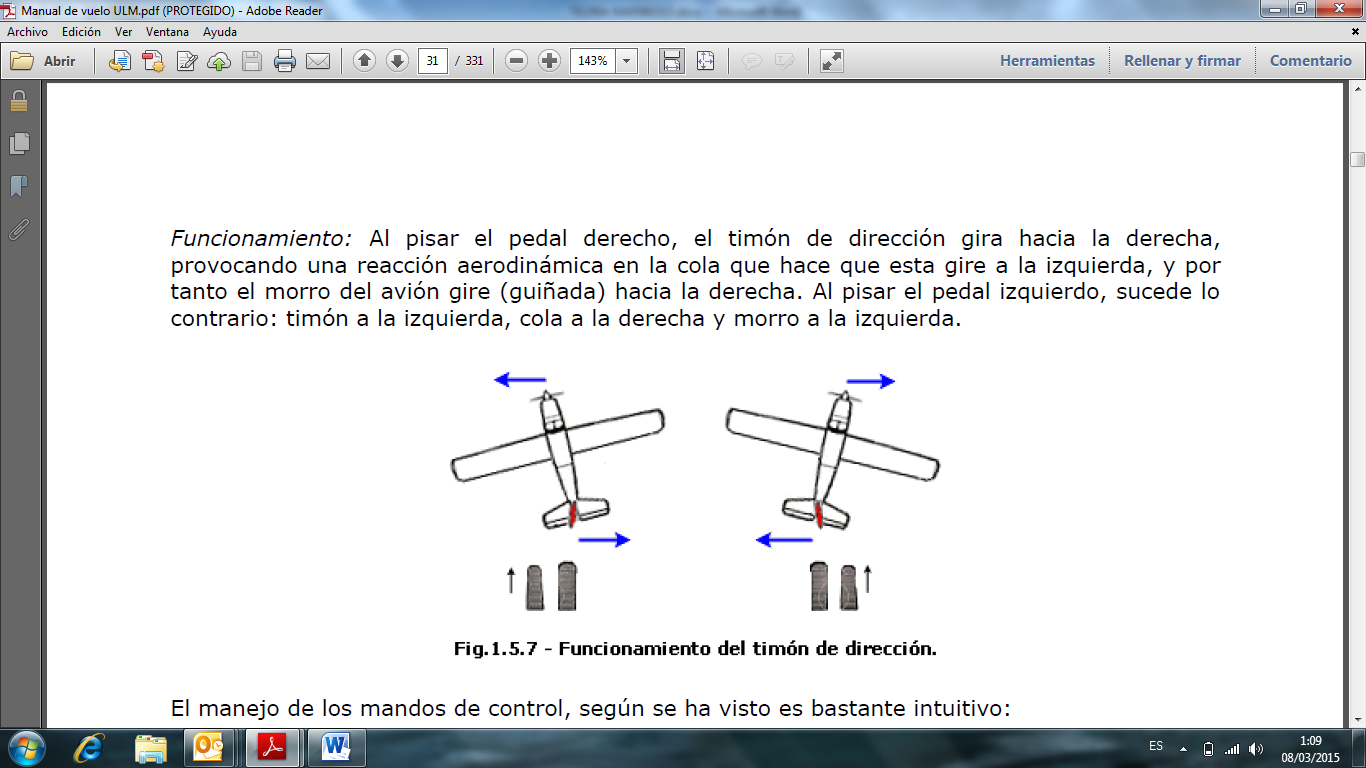 Manual de vuelo ULM.pdf (PROTEGIDO) - Adobe Reader
Archivo Edición Ver Ventana Ayuda
Abrir 31 / 331 143% Herramientas Rellenar y firmar Comentario
Funcionamiento: Al pisar el pedal derecho, el timón de dirección gira hacia la derecha,
provocando una reacción aerodinámica en la cola que hace que esta gire a la izquierda, y por
tanto el morro del avión gire (guiñada) hacia la derecha. Al pisar el pedal izquierdo, sucede lo
contrario: timón a la izquierda, cola a la derecha y morro a la izquierda.
Fig.1.5.7 - Funcionamiento del timón de dirección.
El manejo de los mandos de control, según se ha visto es bastante intuitivo:
ES
1:09
08/03/2015